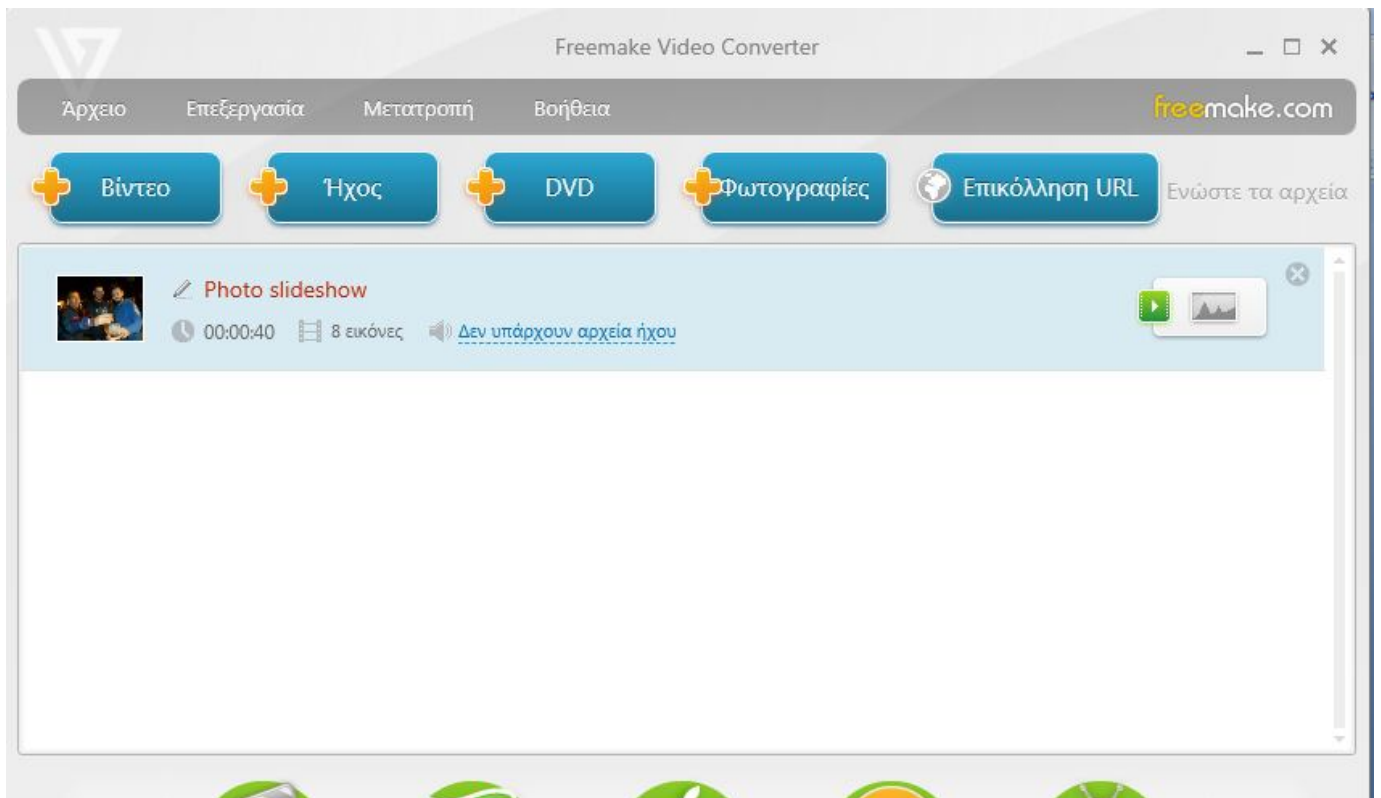 Freemake Video Converter
Άρχειο Επεξεργασία Μετατροπή Βοήθεια freemake.com
Βίντεο Ήχος DVD Φωτογραφίες Επικόλληση URL Ενώστε τα αρχεία
Photo slideshow
00:00:40 8 εικόνες Δεν υπάρχουν αρχεία ήχου